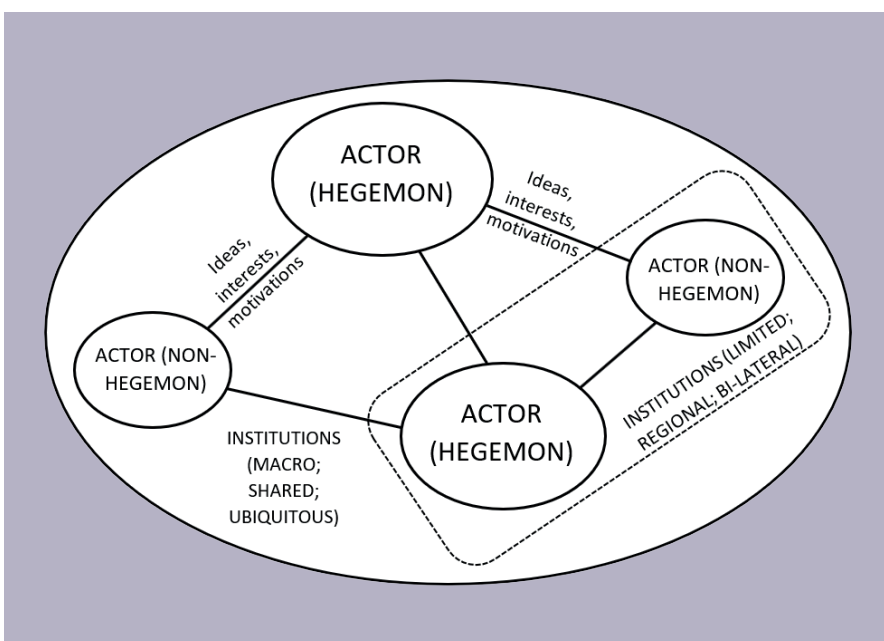 ACTOR
(HEGEMON)
Ideas,
interests,
motivations
Ideas,
interests,
motivations
ACTOR (NON-
HEGEMON)
ACTOR (NON-
HEGEMON)
ACTOR
(HEGEMON)
INSTITUTIONS (LIMITED;
REGIONAL; BI-LATERAL)
INSTITUTIONS
(MACRO;
SHARED;
UBIQUITOUS)